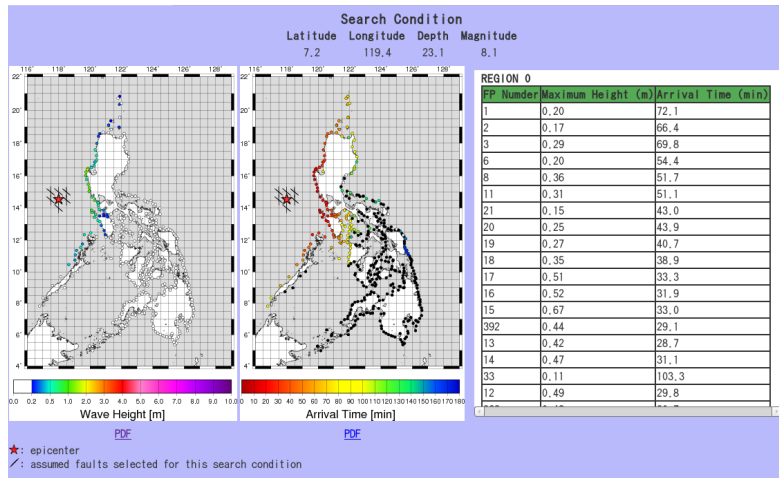 Search Condition
Latitude Longitude Depth Magnitude
7.2 119.4 23.1 8.1
116° 118° 120° 122° 124° 126°
22°
20°
18°
16°
14°
12°
10°
8°
6°
4°
0.0 0.2 0.5 1.0 2.0 3.0 4.0 5.0 6.0 7.0 8.0 9.0 10.0
Wave Height [m]
PDF
116° 118° 120° 122° 124° 126°
22°
20°
18°
16°
14°
12°
10°
8°
6°
4°
0 10 20 30 40 50 60 70 80 90 100 110 120 130 140 150 160 170 180
Arrival Time [min]
PDF
REGION 0
FP Number Maximum Height (m) Arrival Time (min)
1 0.20 72.1
2 0.17 66.4
3 0.29 69.8
6 0.20 54.4
8 0.36 51.7
11 0.31 51.1
21 0.15 43.0
20 0.25 43.9
19 0.27 40.7
18 0.35 38.9
17 0.51 33.3
16 0.52 31.9
15 0.67 33.0
392 0.44 29.1
13 0.42 28.7
14 0.47 31.1
33 0.11 103.3
12 0.49 29.8
: epicenter
: assumed faults selected for this search condition